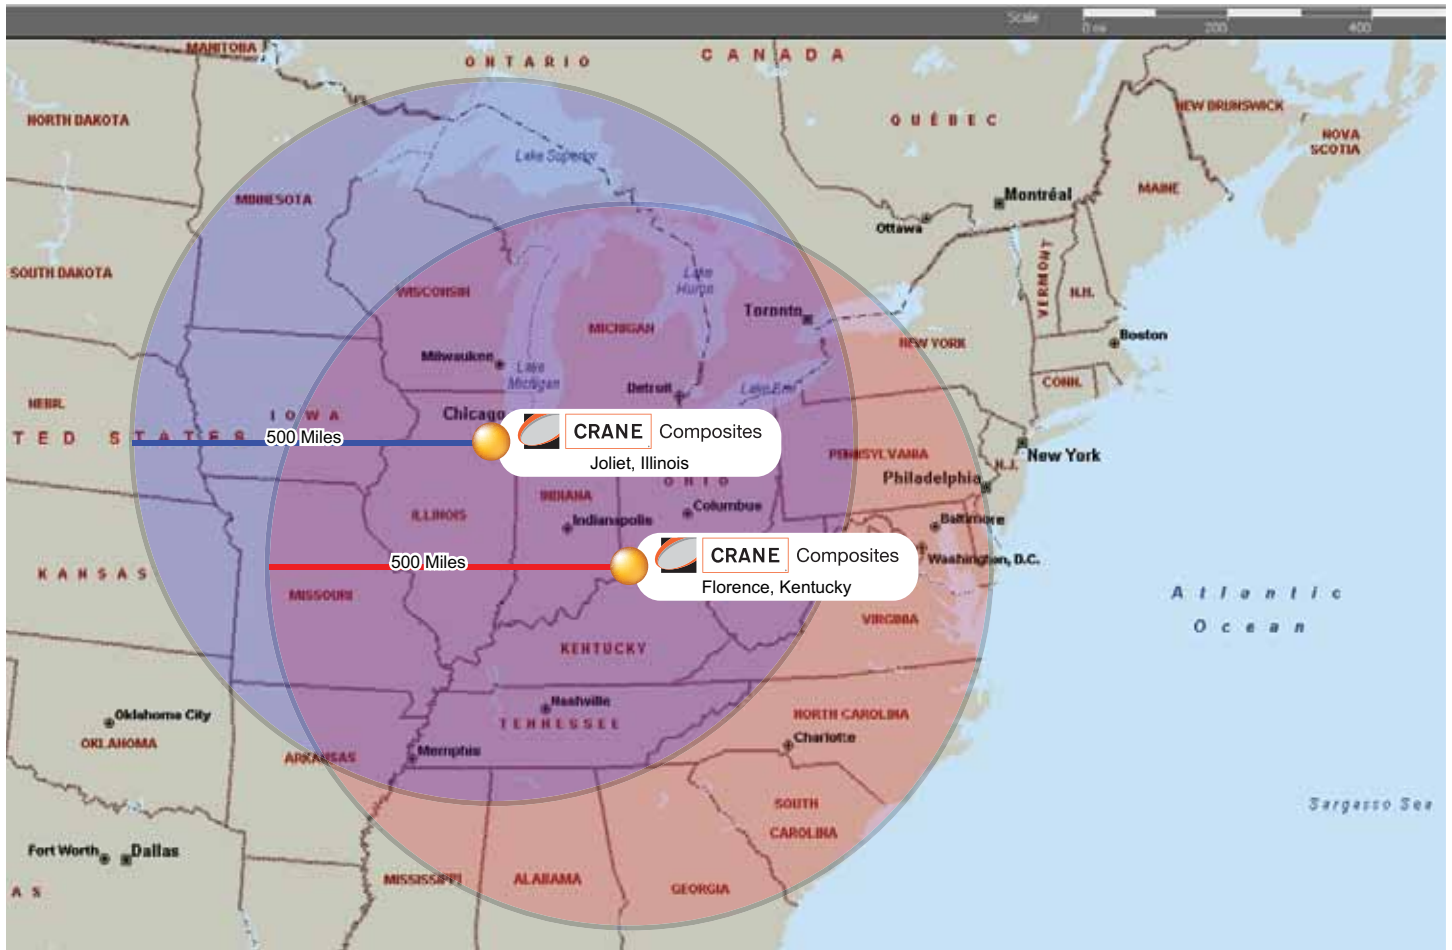 Scale
0 mi 200 400
MANITOBA
ONTARIO
CANADA
NORTH DAKOTA
QUÉBEC
NEW BRUNSWICK
NOVA
SCOTIA
Lake Superior
MINNESOTA
MAINE
Montréal
Ottawa
SOUTH DAKOTA
VERMONT
WISCONSIN
Lake
Huron
N.H.
Toronto
MICHIGAN
NEW YORK
Boston
Milwaukee
Lake
Michigan
Detroit
Lake Erie
CONN.
NEBR.
IOWA
Chicago
TED STATES
500 Miles
CRANE Composites
Joliet, Illinois
PENNSYLVANIA
New York
N.J.
Philadelphia
OHIO
INDIANA
Columbus
ILLINOIS
Indianapolis
Baltimore
Washington, D.C.
500 Miles
CRANE Composites
Florence, Kentucky
KANSAS
MISSOURI
Atlantic
Ocean
VIRGINIA
KENTUCKY
Nashville
TENNESSEE
Oklahoma City
OKLAHOMA
NORTH CAROLINA
Charlotte
ARKANSAS
Memphis
SOUTH
CAROLINA
Sargasso Sea
Fort Worth
Dallas
MISSISSIPPI
ALABAMA
GEORGIA
AS